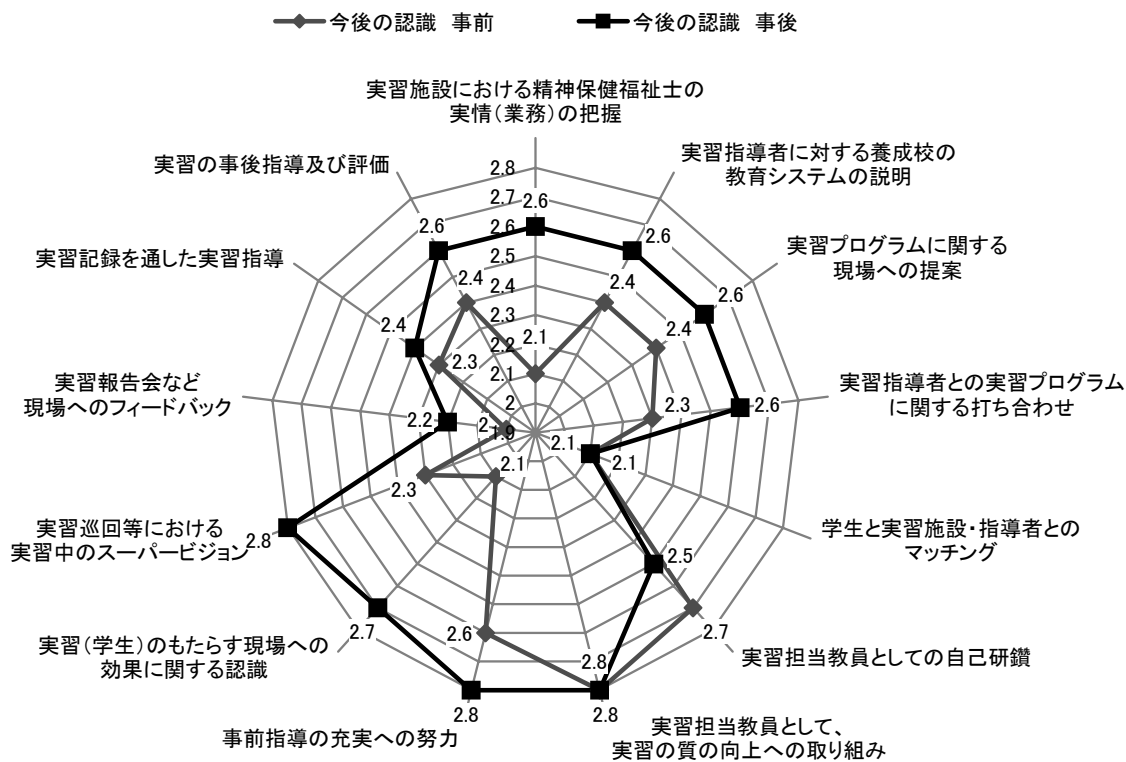 今後の認識 事前
今後の認識 事後
実習施設における精神保健福祉士の
実情(業務)の把握
実習指導者に対する養成校の
教育システムの説明
実習プログラムに関する
現場への提案
実習指導者との実習プログラム
に関する打ち合わせ
学生と実習施設・指導者との
マッチング
実習担当教員としての自己研鑽
実習担当教員として、
実習の質の向上への取り組み
事前指導の充実への努力
実習(学生)のもたらす現場への
効果に関する認識
実習巡回等における
実習中のスーパービジョン
実習報告会など
現場へのフィードバック
実習記録を通した実習指導
実習の事後指導及び評価
2.8
2.7
2.6
2.5
2.4
2.3
2.2
2.1
2
1.9
2.6
2.6
2.6
2.6
2.1
2.5
2.8
2.8
2.7
2.8
2.2
2.4
2.6
2.1
2.4
2.4
2.3
2.1
2.7
2.8
2.6
2.1
2.3
2
2.3
2.4